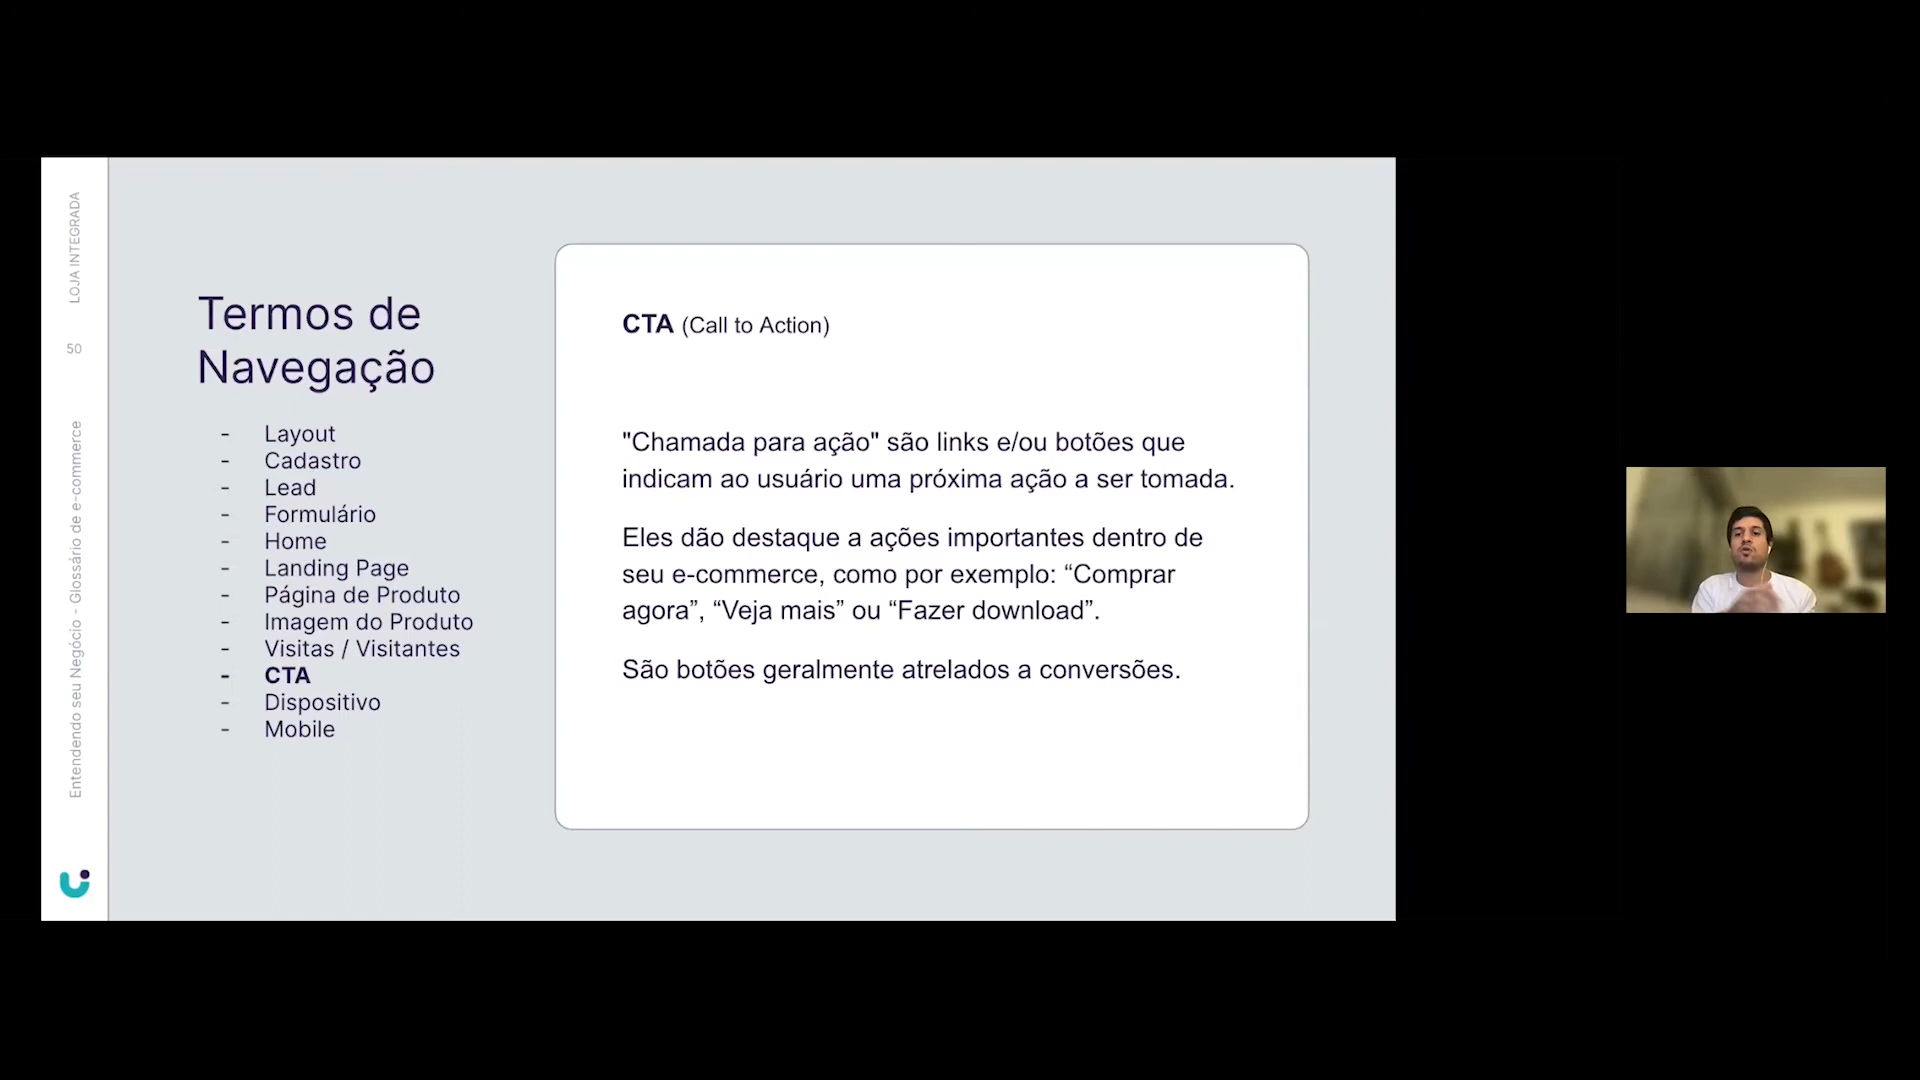 LOJA INTEGRADA
50
Entendendo seu Negócio - Glossário de e-commerce
Termos de
Navegação
- Layout
- Cadastro
- Lead
- Formulário
- Home
- Landing Page
- Página de Produto
- Imagem do Produto
- Visitas / Visitantes
- CTA
- Dispositivo
- Mobile
CTA (Call to Action)
"Chamada para ação" são links e/ou botões que
indicam ao usuário uma próxima ação a ser tomada.
Eles dão destaque a ações importantes dentro de
seu e-commerce, como por exemplo: “Comprar
agora”, “Veja mais” ou “Fazer download”.
São botões geralmente atrelados a conversões.